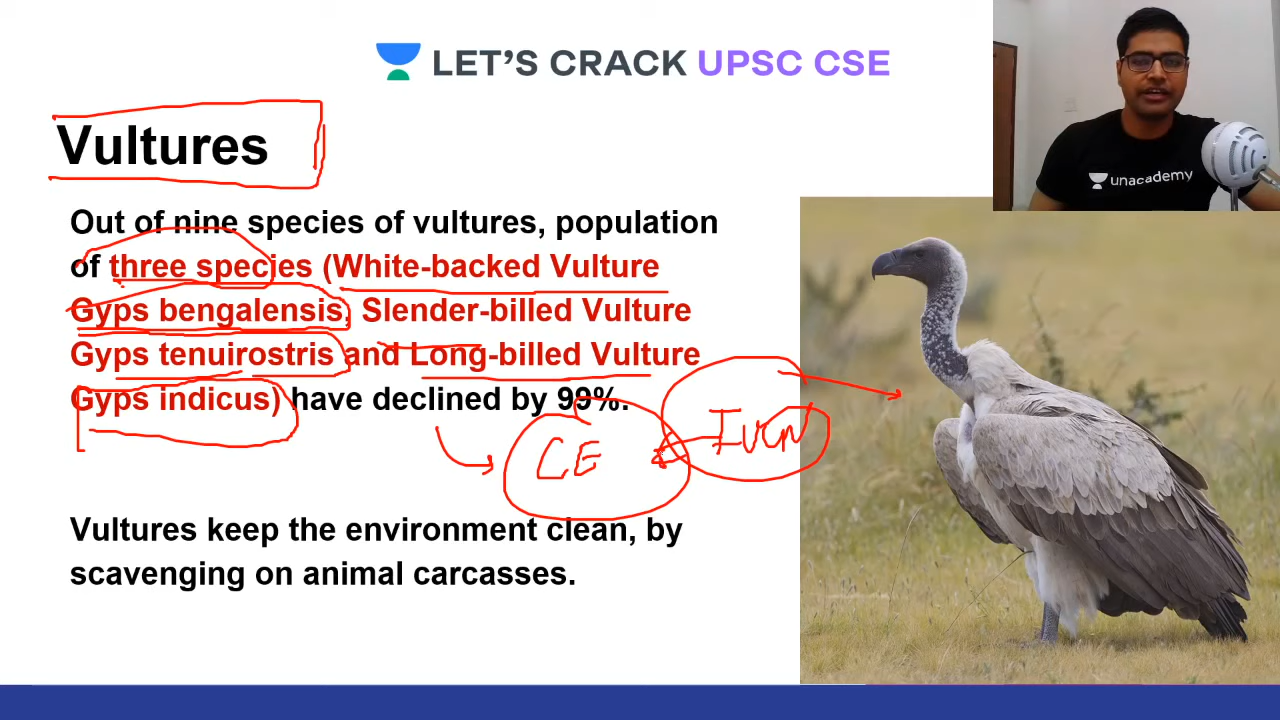 LET'S CRACK UPSC CSE
unacademy
Vultures
Out of nine species of vultures, population
of three species (White-backed Vulture
Gyps bengalensis, Slender-billed Vulture
Gyps tenuirostris and Long-billed Vulture
Gyps indicus) have declined by 99%.
CE
IUCN
Vultures keep the environment clean, by
scavenging on animal carcasses.